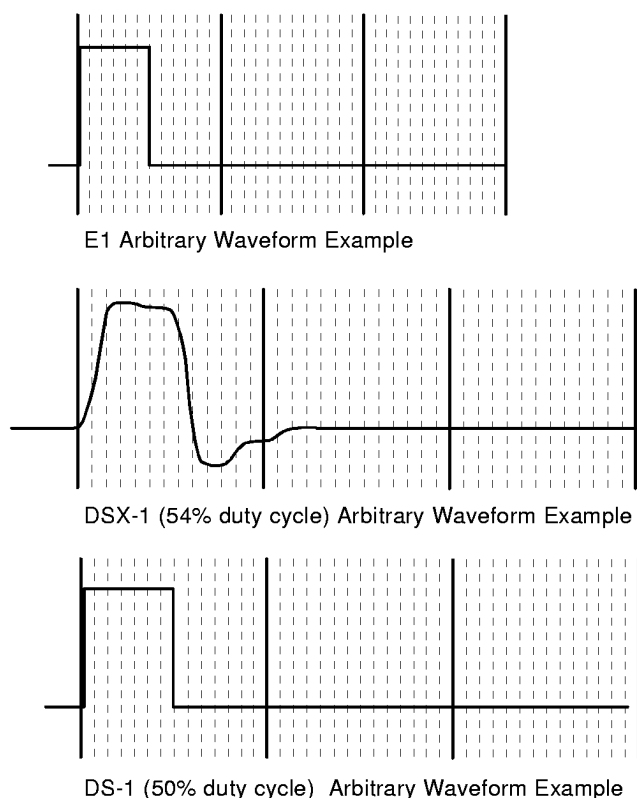 E1 Arbitrary Waveform Example
DSX-1 (54% duty cycle) Arbitrary Waveform Example
DS-1 (50% duty cycle)  Arbitrary Waveform Example